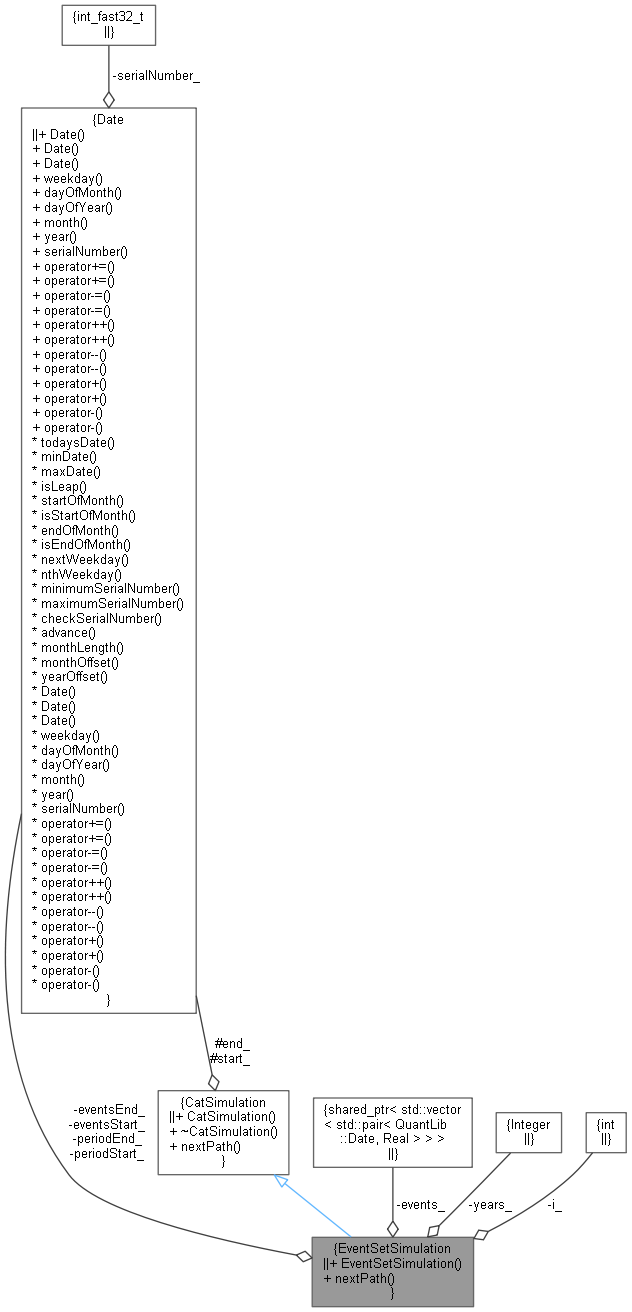 {int_fast32_t
||}
-serialNumber_
{Date
||+ Date()
+ Date()
+ Date()
+ weekday()
+ dayOfMonth()
+ dayOfYear()
+ month()
+ year()
+ serialNumber()
+ operator+=()
+ operator+=()
+ operator-=()
+ operator-=()
+ operator++()
+ operator++()
+ operator--()
+ operator--()
+ operator+()
+ operator+()
+ operator-()
+ operator-()
* todaysDate()
* minDate()
* maxDate()
* isLeap()
* startOfMonth()
* isStartOfMonth()
* endOfMonth()
* isEndOfMonth()
* nextWeekday()
* nthWeekday()
* minimumSerialNumber()
* maximumSerialNumber()
* checkSerialNumber()
* advance()
* monthLength()
* monthOffset()
* yearOffset()
* Date()
* Date()
* Date()
* weekday()
* dayOfMonth()
* dayOfYear()
* month()
* year()
* serialNumber()
* operator+=()
* operator+=()
* operator-=()
* operator-=()
* operator++()
* operator++()
* operator--()
* operator--()
* operator+()
* operator+()
* operator-()
* operator-()
}
#end_
#start_
-eventsEnd_
-eventsStart_
-periodEnd_
-periodStart_
{CatSimulation
||+ CatSimulation()
+ ~CatSimulation()
+ nextPath()
}
{shared_ptr< std::vector
< std::pair< QuantLib
::Date, Real > > >
||}
{Integer
||}
{int
||}
-events_
-years_
-i_
{EventSetSimulation
||+ EventSetSimulation()
+ nextPath()
}